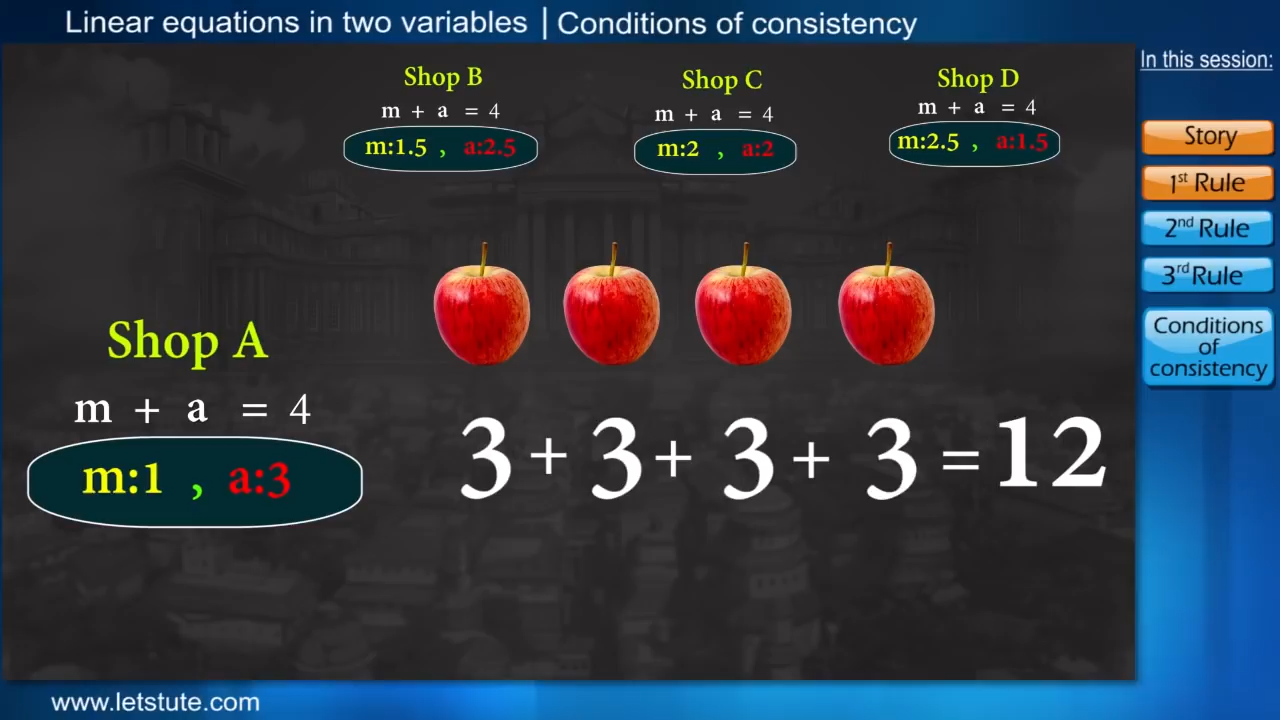 Linear equations in two variables | Conditions of consistency
In this session:
Shop B
m + a = 4
m:1.5 , a:2.5
Shop C
m + a = 4
m:2 , a:2
Shop D
m + a = 4
m:2.5 , a:1.5
Story
1st Rule
2nd Rule
3rd Rule
Conditions
of
consistency
Shop A
m + a = 4
m:1 , a:3
3 + 3 + 3 + 3 = 12
www.letstute.com